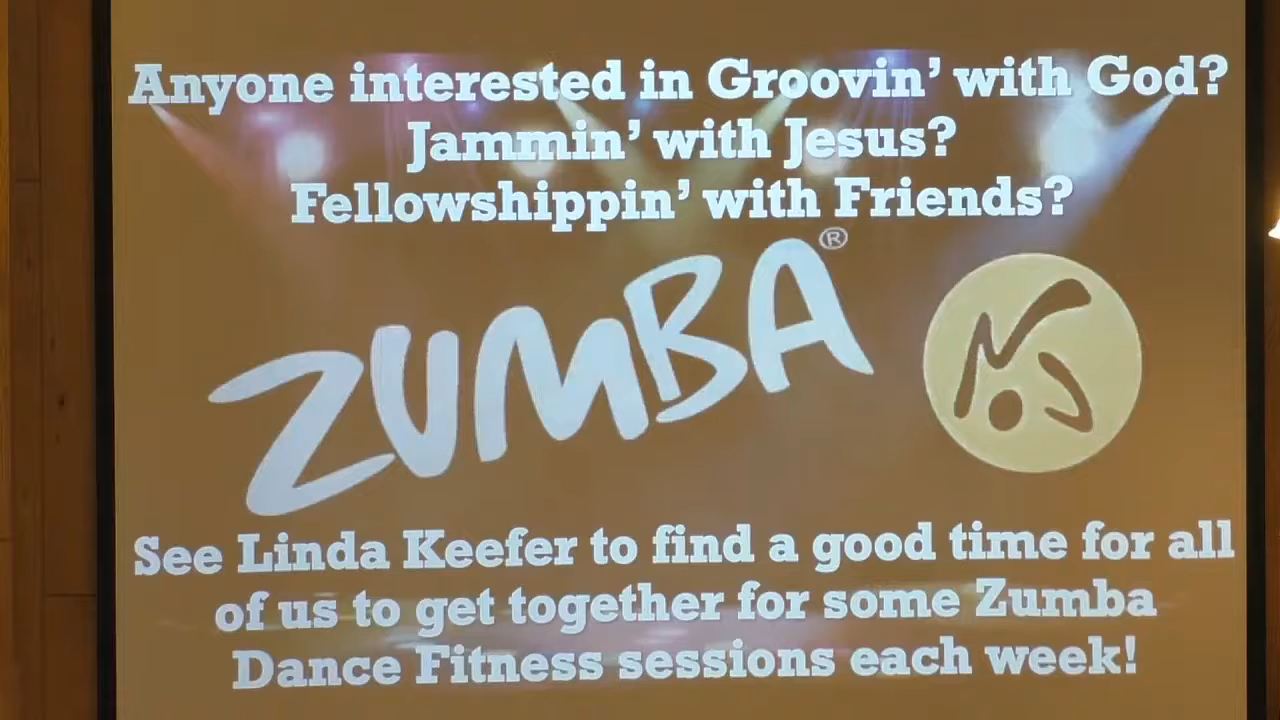 Anyone interested in Groovin’ with God?
Jammin’ with Jesus?
Fellowshippin’ with Friends?
ZUMBA®
See Linda Keefer to find a good time for all
of us to get together for some Zumba
Dance Fitness sessions each week!